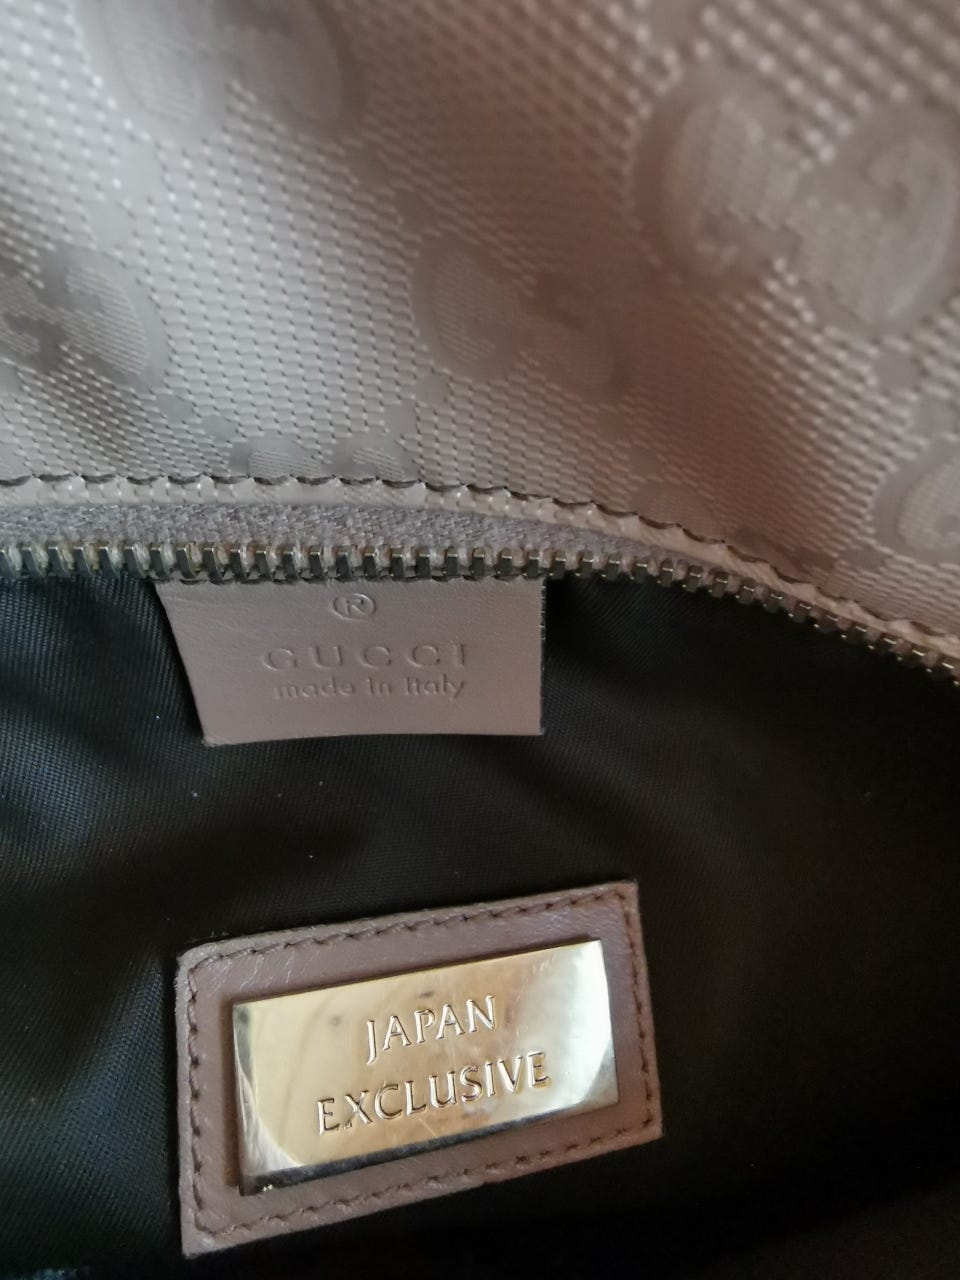 ®
GUCCI
made in Italy
JAPAN
EXCLUSIVE